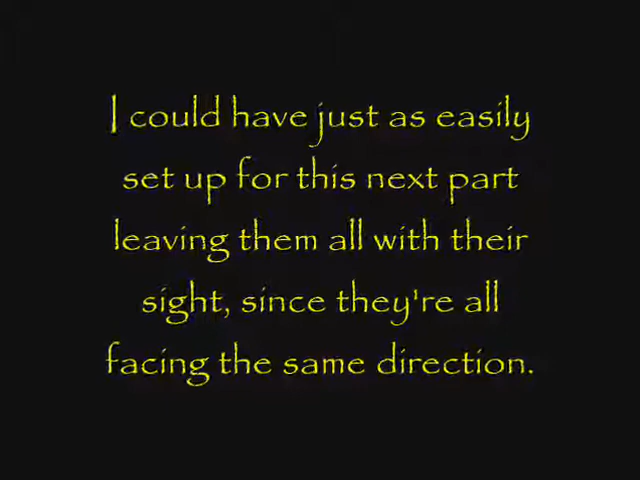 I could have just as easily
set up for this next part
leaving them all with their
sight, since they're all
facing the same direction.